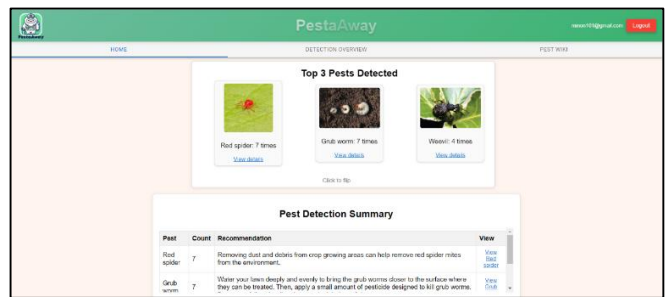 PestaAway
PestaAway
Logout
HOME
DETECTION OVERVIEW
PEST WIKI
Top 3 Pests Detected
Red spider: 7 times
Grub worm: 7 times
Weevil: 4 times
View details
View details
View details
Click to flip
Pest Detection Summary
Pest Count Recommendation View
Red spider 7 Removing dust and debris from crop growing areas can help remove red spider mites
from the environment.
View
Red
spider
Grub worm 7 Water your lawn deeply and evenly to bring the grub worms closer to the surface where
they can be treated. Then, apply a small amount of pesticide designed to kill grub worms.
View
Grub